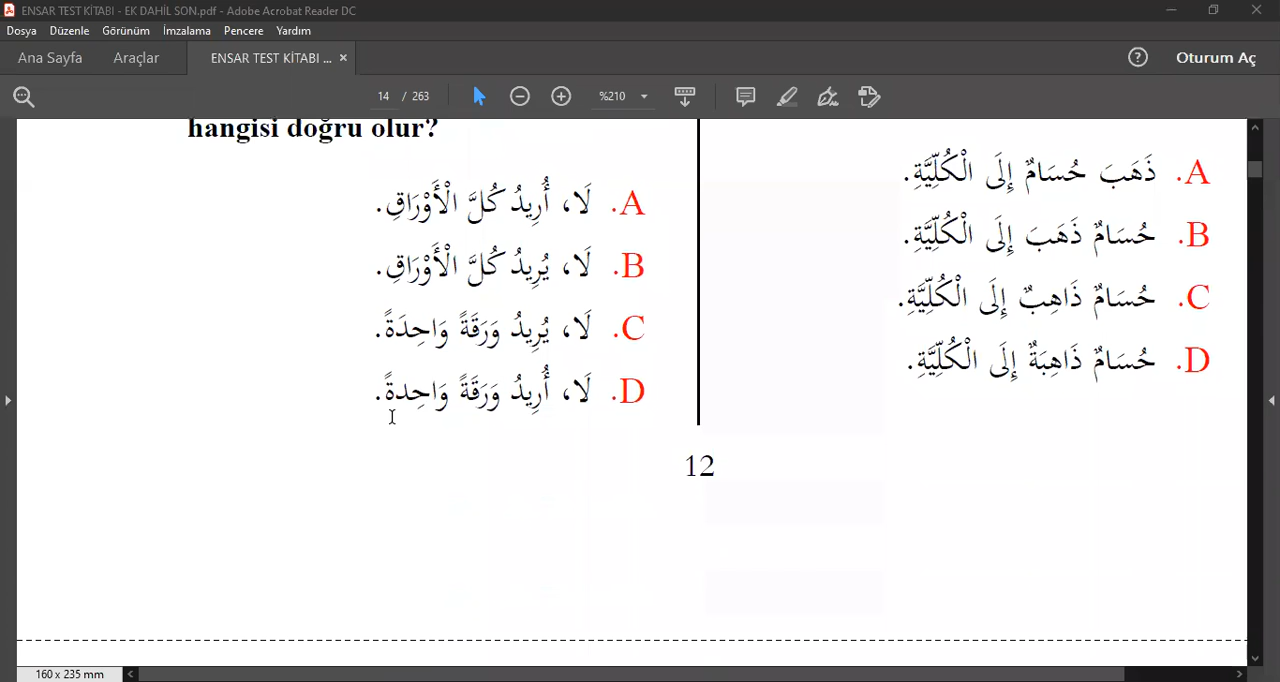 ENSAR TEST KİTABI - EK DAHİL SON.pdf - Adobe Acrobat Reader DC
Dosya Düzenle Görünüm İmzalama Pencere Yardım
Ana Sayfa Araçlar ENSAR TEST KİTABI ... × ? Oturum Aç
14 / 263 %210
hangisi doğru olur?
A. لَا، أُرِيدُ كُلَّ الْأَوْرَاقِ.
B. لَا، يُرِيدُ كُلَّ الْأَوْرَاقِ.
C. لَا، يُرِيدُ وَرَقَةً وَاحِدَةً.
D. لَا، أُرِيدُ وَرَقَةً وَاحِدةً.
A. ذَهَبَ حُسَامٌ إِلَى الْكُلِّيَّةِ.
B. حُسَامٌ ذَهَبَ إِلَى الْكُلِّيَّةِ.
C. حُسَامٌ ذَاهِبٌ إِلَى الْكُلِّيَّةِ.
D. حُسَامٌ ذَاهِبَةٌ إِلَى الْكُلِّيَّةِ.
12
160 x 235 mm